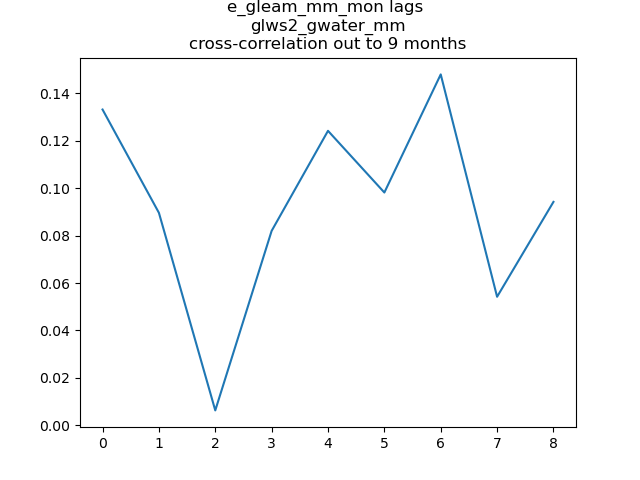 e_gleam_mm_mon lags
glws2_gwater_mm
cross-correlation out to 9 months
0.14
0.12
0.10
0.08
0.06
0.04
0.02
0.00
0 1 2 3 4 5 6 7 8